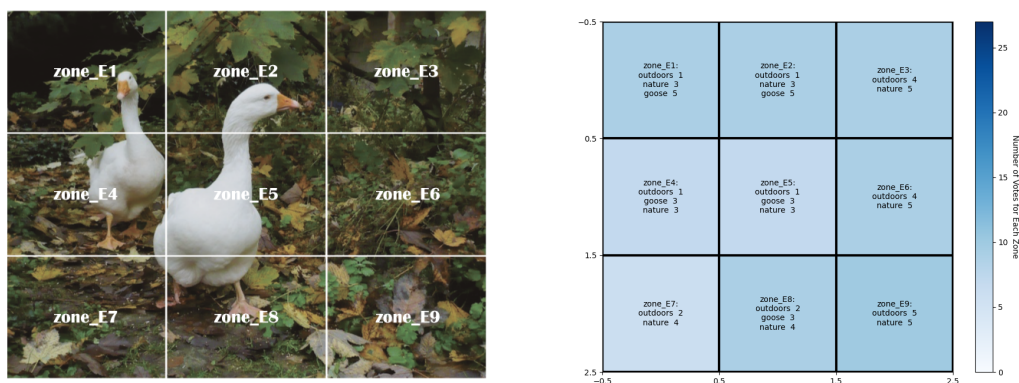 zone_E1
zone_E2
zone_E3
zone_E4
zone_E5
zone_E6
zone_E7
zone_E8
zone_E9
−0.5
0.5
1.5
2.5
−0.5
0.5
1.5
2.5
zone_E1:
outdoors 1
nature 3
goose 5
zone_E2:
outdoors 1
nature 3
goose 5
zone_E3:
outdoors 4
nature 5
zone_E4:
outdoors 1
goose 3
nature 3
zone_E5:
outdoors 1
goose 3
nature 3
zone_E6:
outdoors 4
nature 5
zone_E7:
outdoors 2
nature 4
zone_E8:
outdoors 2
goose 3
nature 4
zone_E9:
outdoors 5
nature 5
25
20
15
10
5
0
Number of Votes for Each Zone